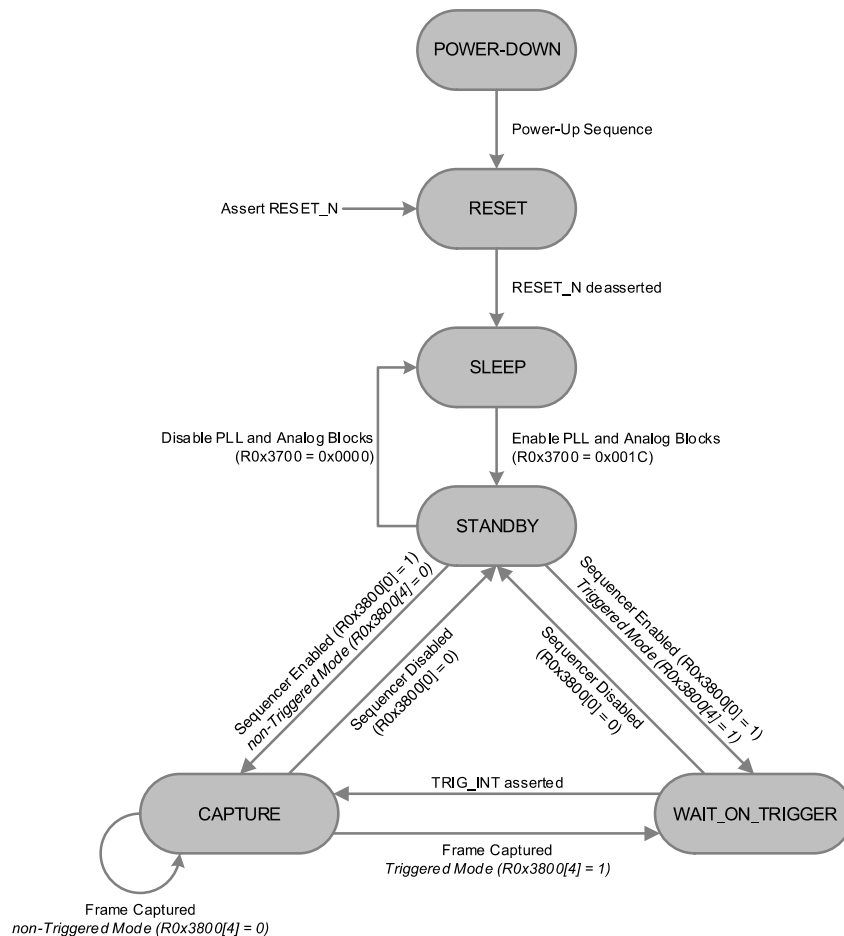 POWER-DOWN
Power-Up Sequence
Assert RESET_N
RESET
RESET_N deasserted
SLEEP
Disable PLL and Analog Blocks
(R0x3700 = 0x0000)
Enable PLL and Analog Blocks
(R0x3700 = 0x001C)
STANDBY
Sequencer Enabled (R0x3800[0] = 1)
non-Triggered Mode (R0x3800[4] = 0)
Sequencer Disabled
(R0x3800[0] = 0)
Sequencer Disabled
(R0x3800[0] = 0)
Sequencer Enabled (R0x3800[0] = 1)
Triggered Mode (R0x3800[4] = 1)
CAPTURE
TRIG_INT asserted
WAIT_ON_TRIGGER
Frame Captured
Triggered Mode (R0x3800[4] = 1)
Frame Captured
non-Triggered Mode (R0x3800[4] = 0)